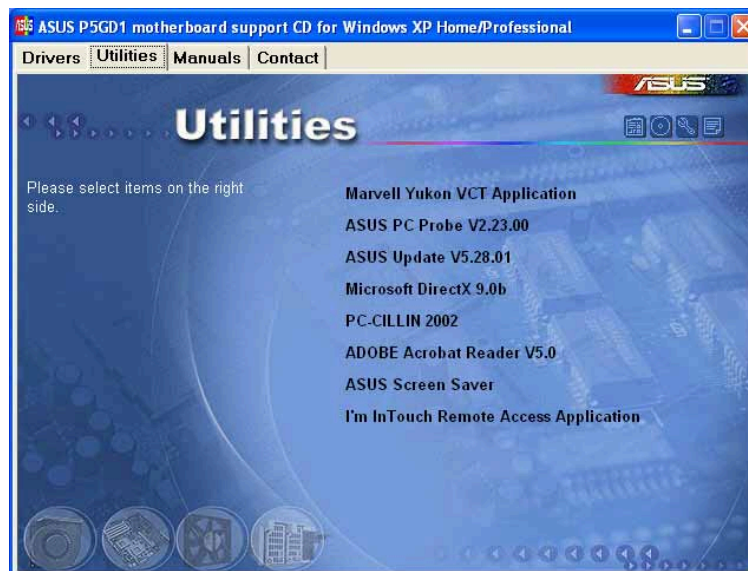 ASUS P5GD1 motherboard support CD for Windows XP Home/Professional
Drivers Utilities Manuals Contact
ASUS
Utilities
Please select items on the right
side.
Marvell Yukon VCT Application
ASUS PC Probe V2.23.00
ASUS Update V5.28.01
Microsoft DirectX 9.0b
PC-CILLIN 2002
ADOBE Acrobat Reader V5.0
ASUS Screen Saver
I'm InTouch Remote Access Application